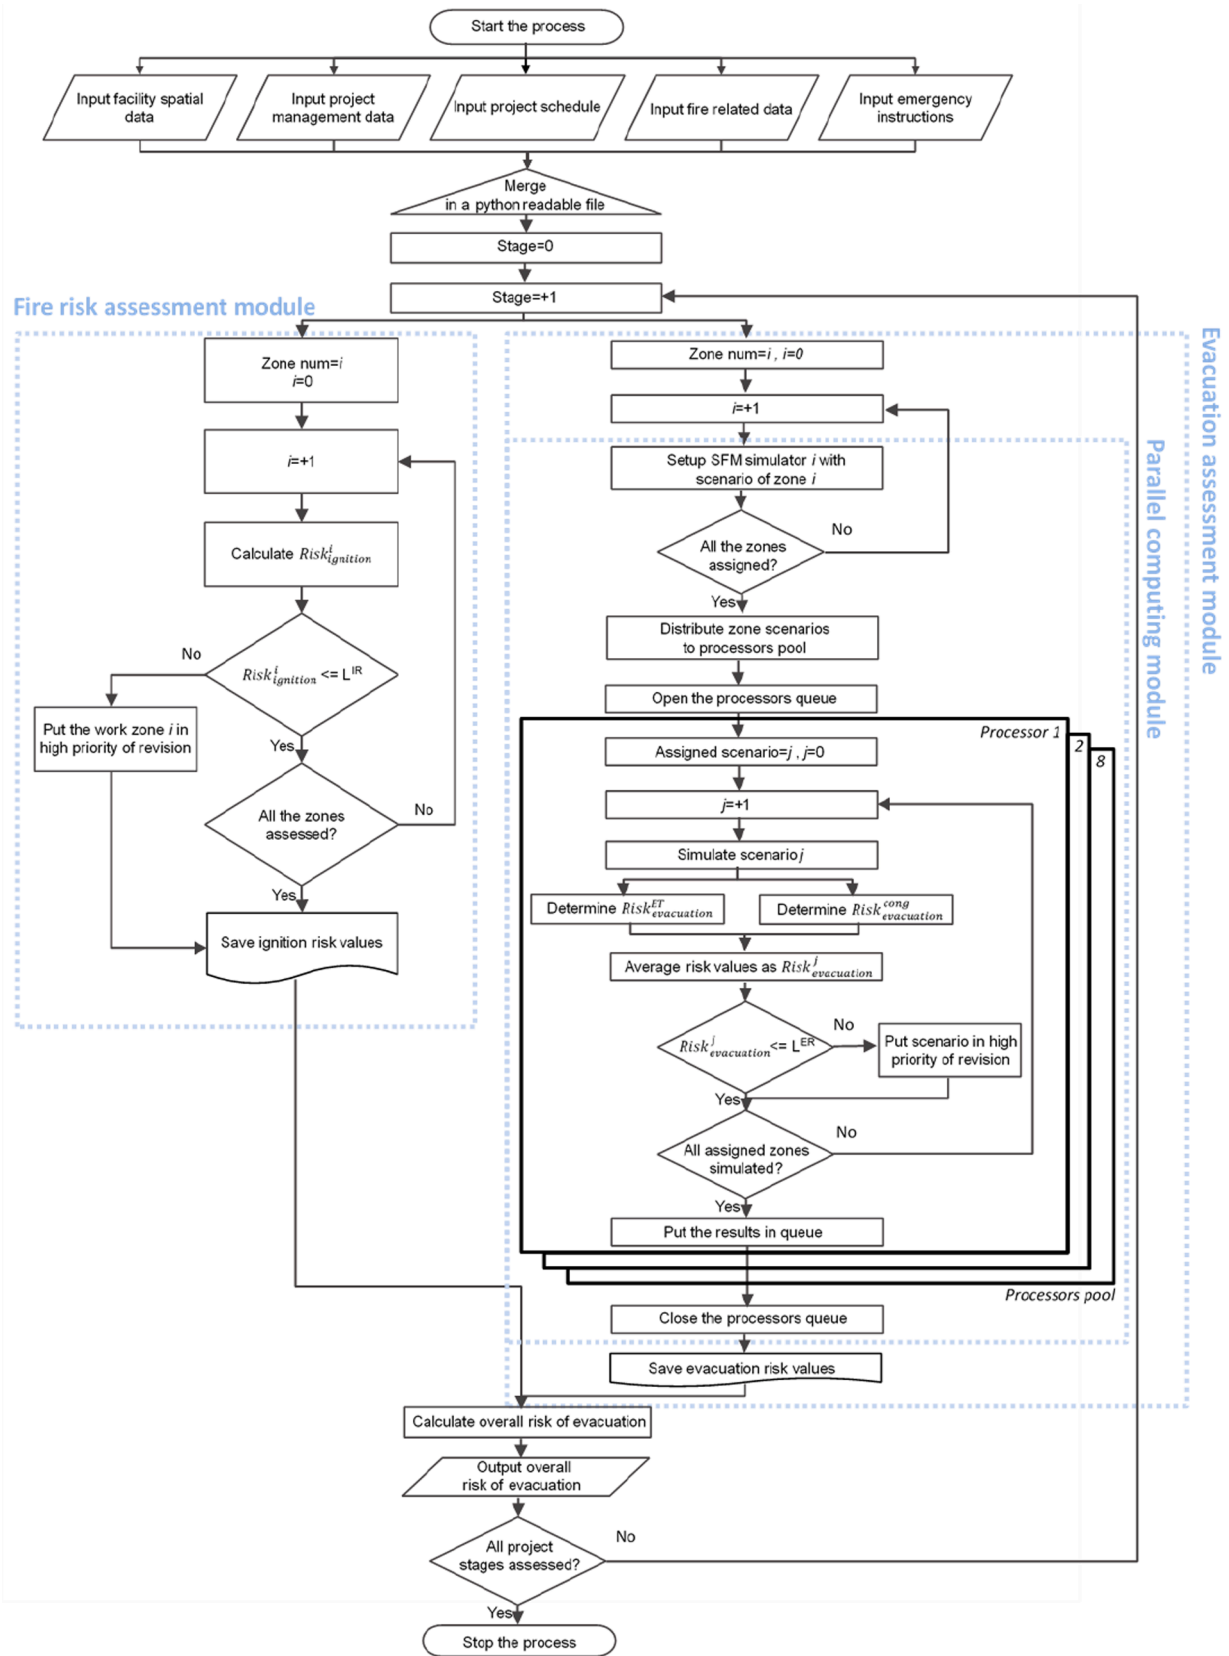 Start the process
Input facility spatial
data
Input project
management data
Input project schedule
Input fire related data
Input emergency
instructions
Merge
in a python readable file
Stage=0
Stage=+1
Fire risk assessment module
Zone num=i
i=0
i=+1
Calculate Risk^i_ignition
Risk^i_ignition <= L^IR
No
Put the work zone i in
high priority of revision
Yes
All the zones
assessed?
No
Yes
Save ignition risk values
Evacuation assessment module
Zone num=i , i=0
i=+1
Parallel computing module
Setup SFM simulator i with
scenario of zone i
All the zones
assigned?
No
Yes
Distribute zone scenarios
to processors pool
Open the processors queue
Processor 1
2
8
Assigned scenario=j , j=0
j=+1
Simulate scenario j
Determine Risk^ET_evacuation
Determine Risk^cong_evacuation
Average risk values as Risk^j_evacuation
Risk^j_evacuation <= L^ER
No
Put scenario in high
priority of revision
Yes
All assigned zones
simulated?
No
Yes
Put the results in queue
Processors pool
Close the processors queue
Save evacuation risk values
Calculate overall risk of evacuation
Output overall
risk of evacuation
All project
stages assessed?
No
Yes
Stop the process